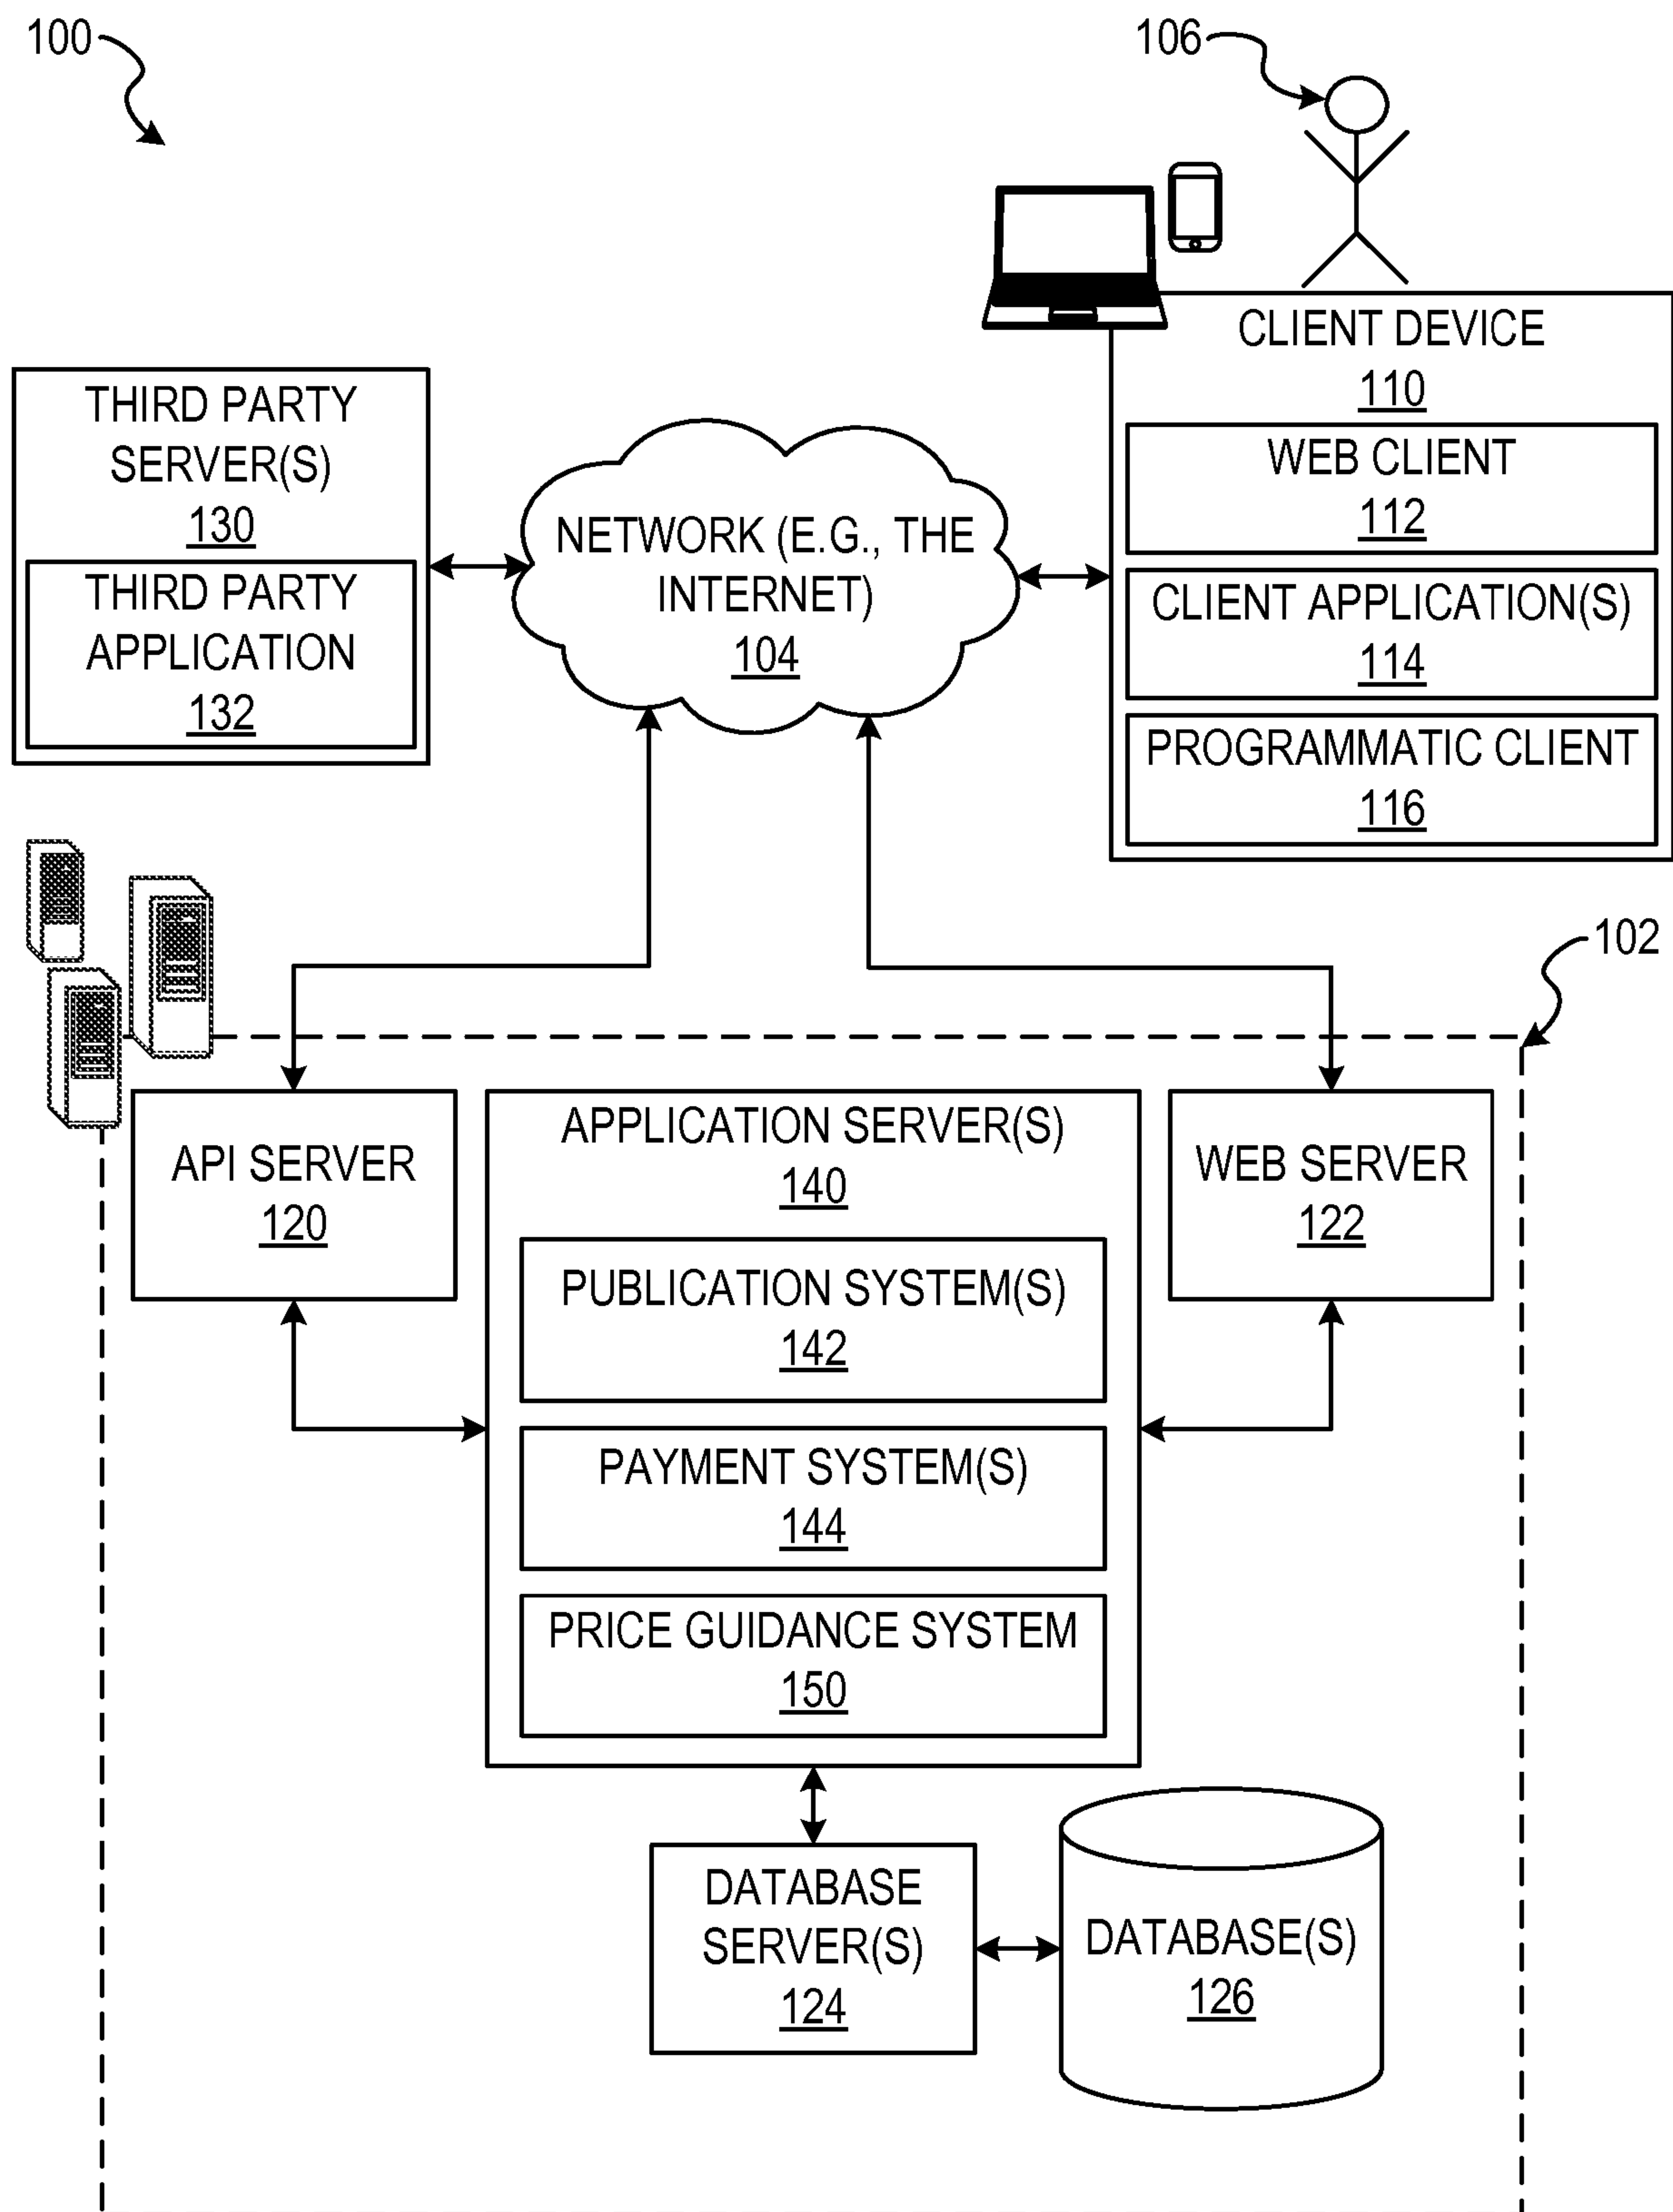 100
106
CLIENT DEVICE
110
WEB CLIENT
112
CLIENT APPLICATION(S)
114
PROGRAMMATIC CLIENT
116
THIRD PARTY
SERVER(S)
130
THIRD PARTY
APPLICATION
132
NETWORK (E.G., THE
INTERNET)
104
102
API SERVER
120
APPLICATION SERVER(S)
140
PUBLICATION SYSTEM(S)
142
PAYMENT SYSTEM(S)
144
PRICE GUIDANCE SYSTEM
150
WEB SERVER
122
DATABASE
SERVER(S)
124
DATABASE(S)
126